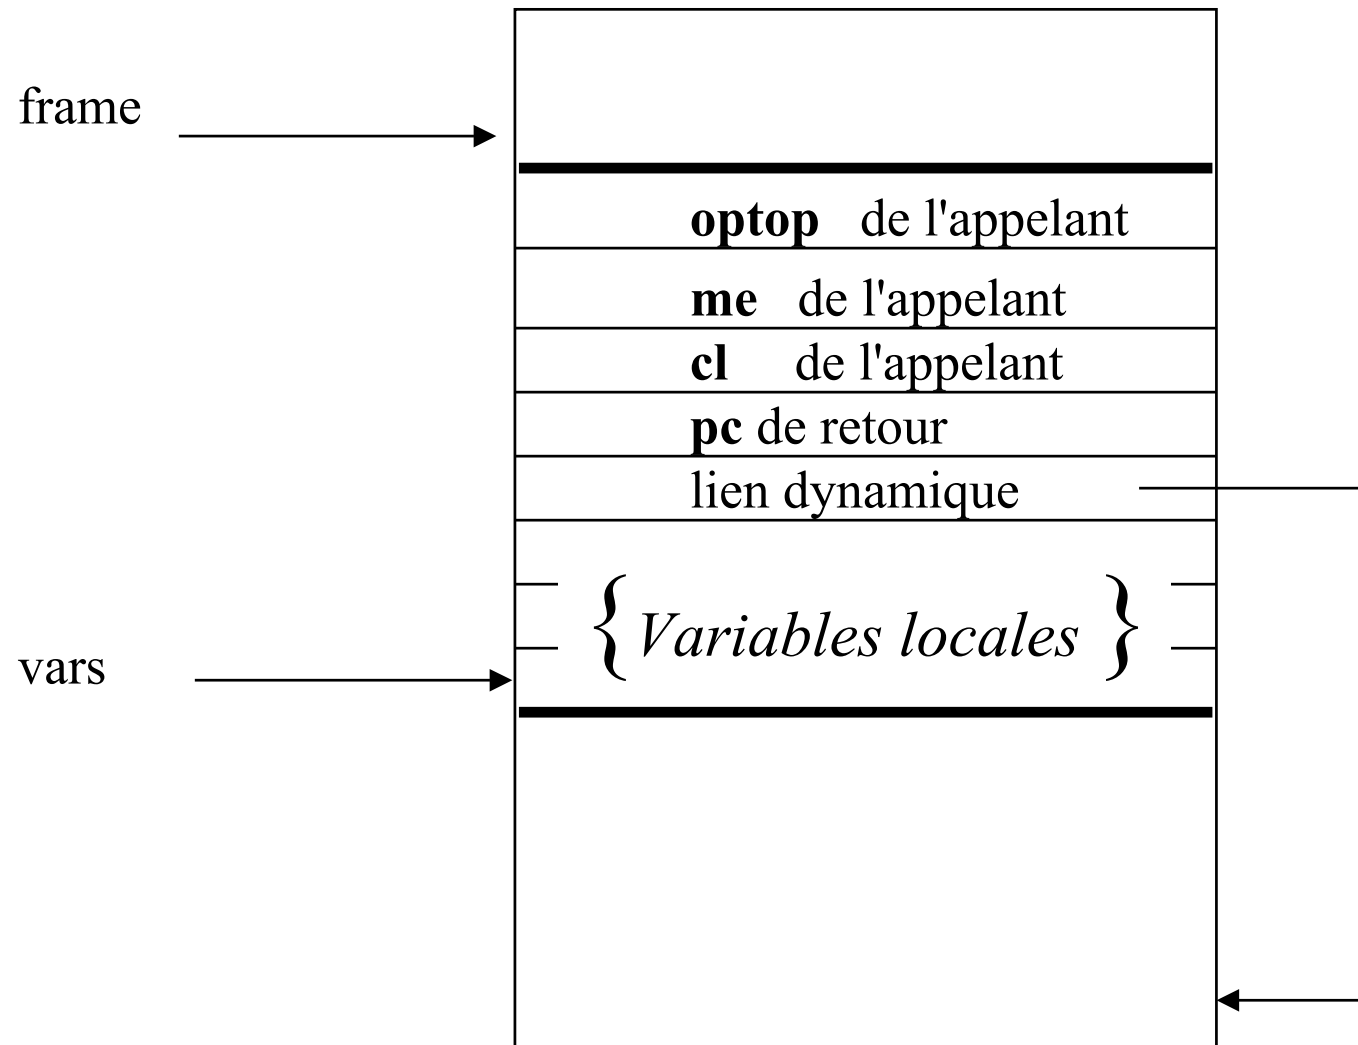 frame
optop de l'appelant
me de l'appelant
cl de l'appelant
pc de retour
lien dynamique
{ Variables locales }
vars